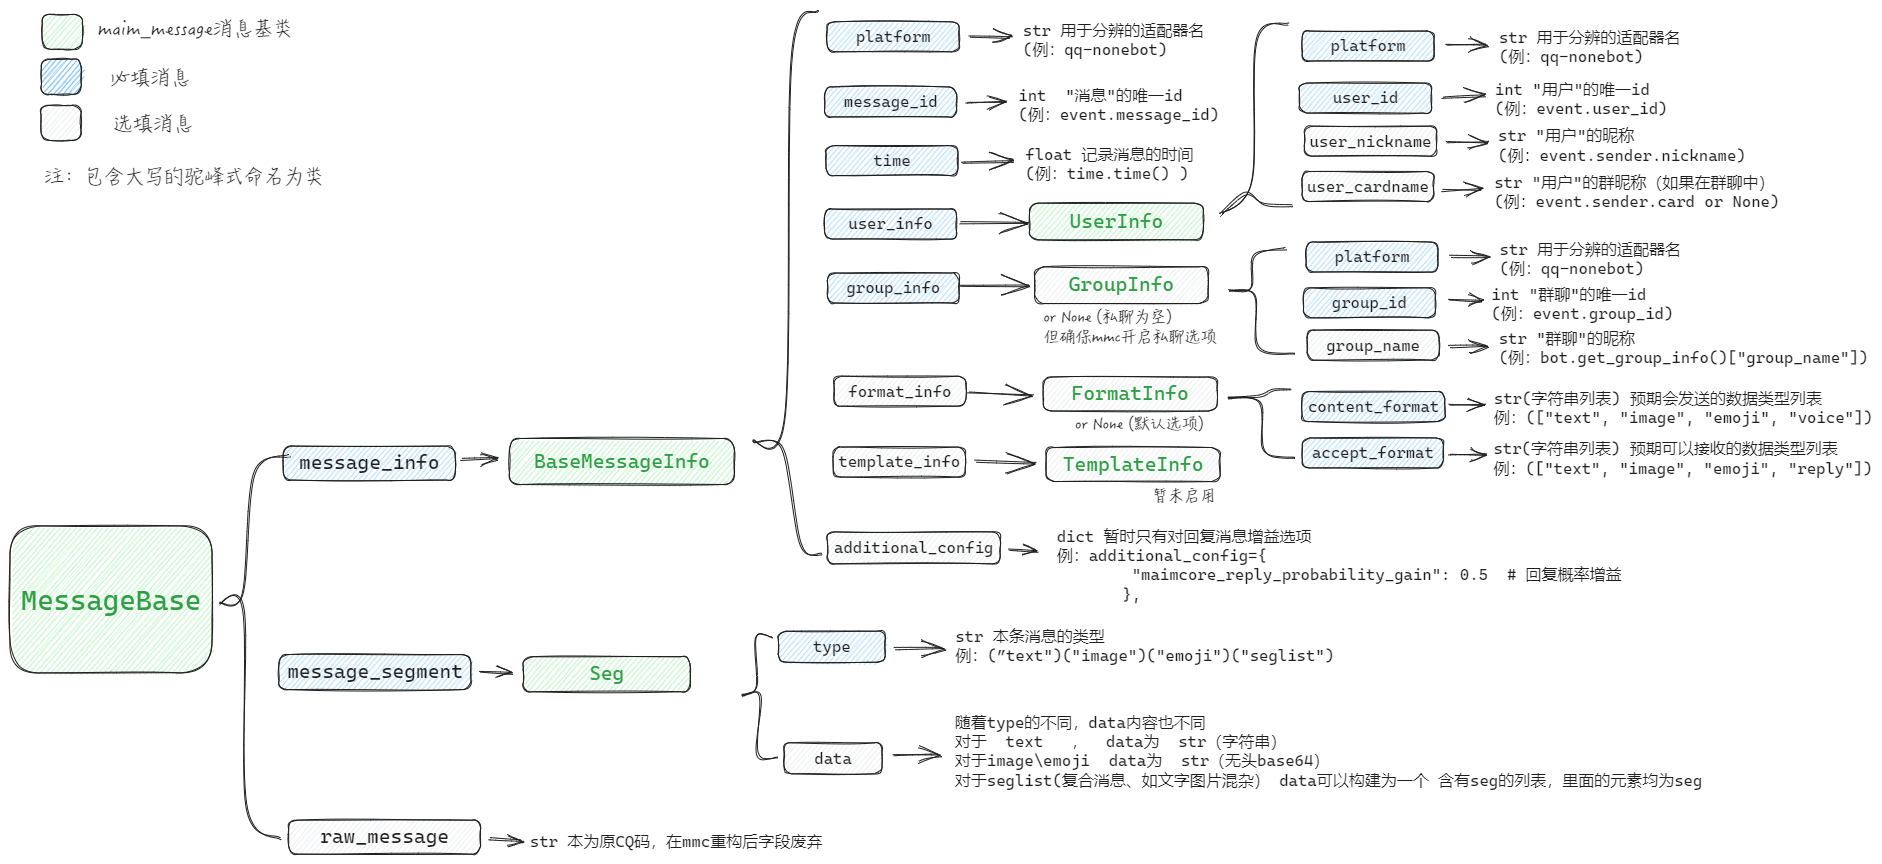 maim_message消息基类
必填消息
选填消息
注：包含大写的驼峰式命名为类
MessageBase
message_info
BaseMessageInfo
platform
str 用于分辨的适配器名
(例：qq-nonebot)
message_id
int  "消息"的唯一id
(例：event.message_id)
time
float 记录消息的时间
(例：time.time() )
user_info
UserInfo
platform
str 用于分辨的适配器名
(例：qq-nonebot)
user_id
int "用户"的唯一id
(例：event.user_id)
user_nickname
str "用户"的昵称
(例：event.sender.nickname)
user_cardname
str "用户"的群昵称（如果在群聊中）
(例：event.sender.card or None)
group_info
GroupInfo
or None (私聊为空)
但确保mmc开启私聊选项
platform
str 用于分辨的适配器名
(例：qq-nonebot)
group_id
int "群聊"的唯一id
(例：event.group_id)
group_name
str "群聊"的昵称
(例：bot.get_group_info()["group_name"])
format_info
FormatInfo
or None (默认选项)
content_format
str(字符串列表) 预期会发送的数据类型列表
例：(["text", "image", "emoji", "voice"])
accept_format
str(字符串列表) 预期可以接收的数据类型列表
例：(["text", "image", "emoji", "reply"])
template_info
TemplateInfo
暂未启用
additional_config
dict 暂时只有对回复消息增益选项
例：additional_config={
"maimcore_reply_probability_gain": 0.5  # 回复概率增益
},
message_segment
Seg
type
str 本条消息的类型
例：(”text")("image")("emoji")("seglist")
data
随着type的不同，data内容也不同
对于  text   ，  data为  str（字符串）
对于image\emoji  data为  str（无头base64）
对于seglist(复合消息、如文字图片混杂）  data可以构建为一个 含有seg的列表，里面的元素均为seg
raw_message
str 本为原CQ码，在mmc重构后字段废弃